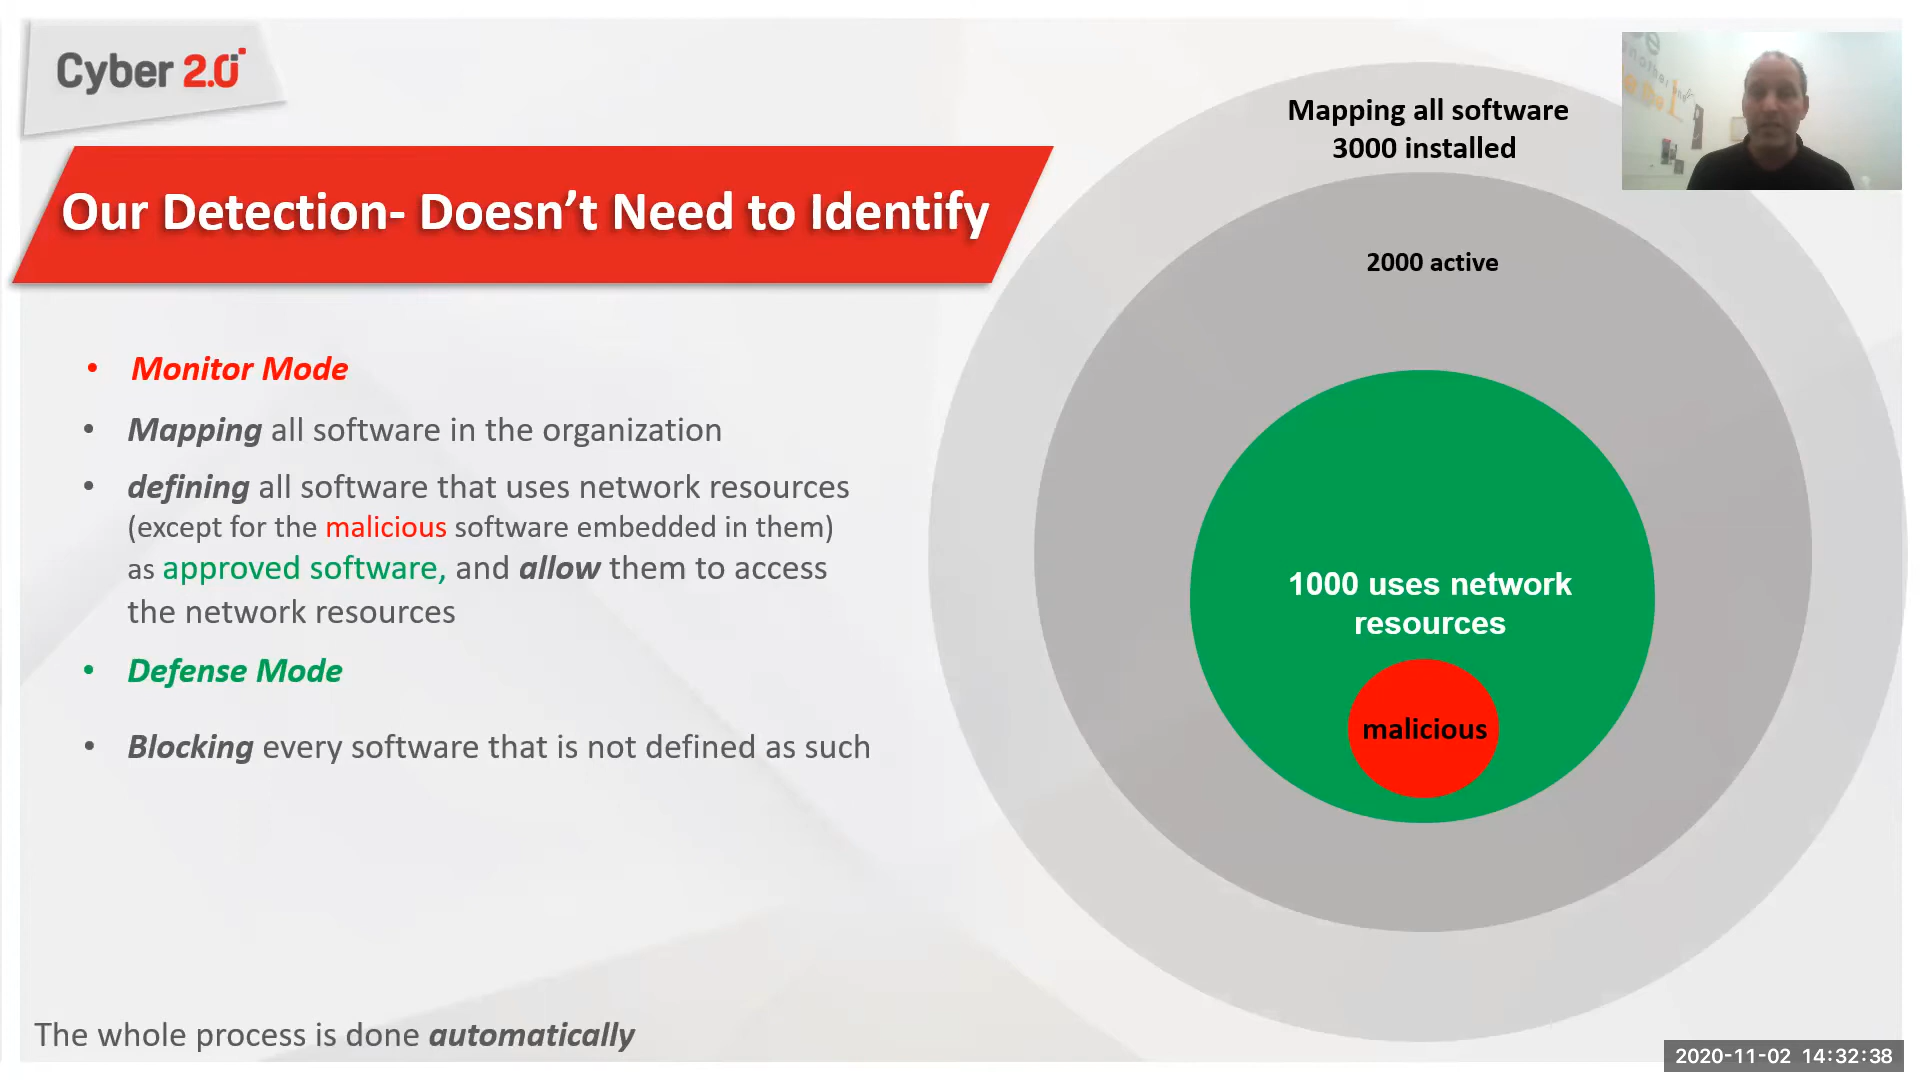 Cyber 2.0
Our Detection- Doesn’t Need to Identify
• Monitor Mode
• Mapping all software in the organization
• defining all software that uses network resources
(except for the malicious software embedded in them)
as approved software, and allow them to access
the network resources
• Defense Mode
• Blocking every software that is not defined as such
The whole process is done automatically
Mapping all software
3000 installed
2000 active
1000 uses network
resources
malicious
2020-11-02 14:32:38